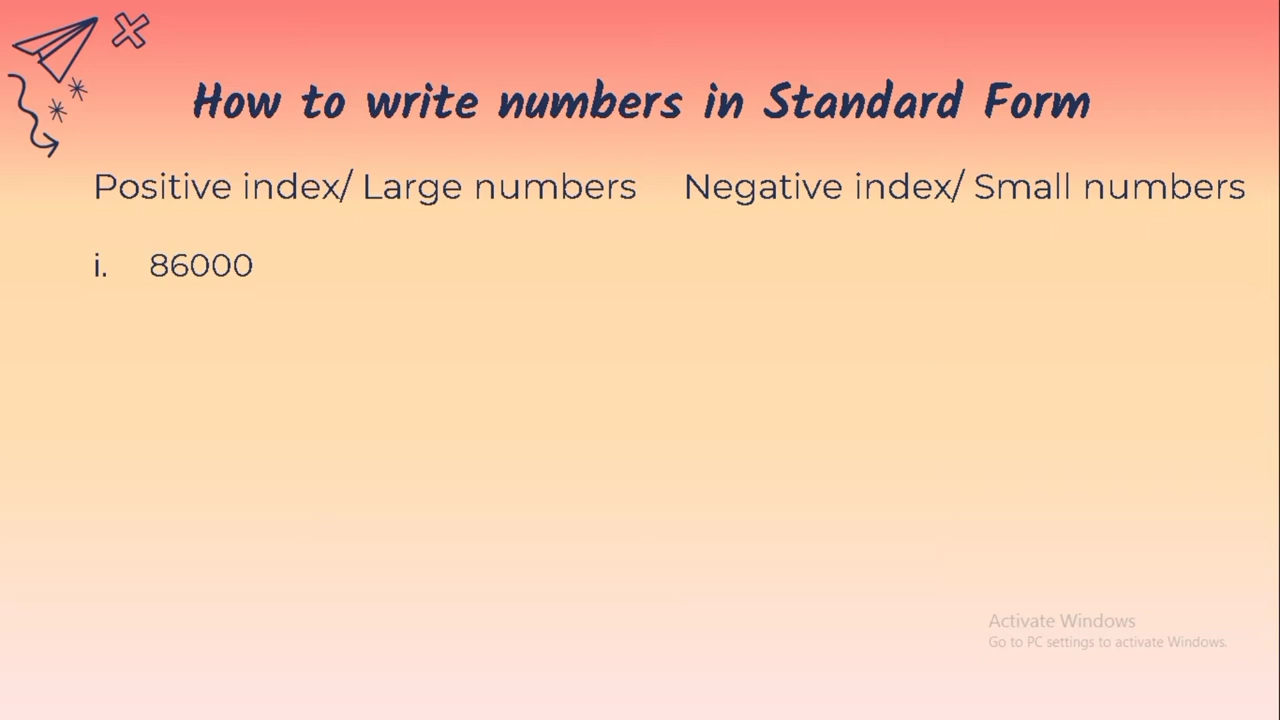 How to write numbers in Standard Form
Positive index/ Large numbers
Negative index/ Small numbers
i. 86000
Activate Windows
Go to PC settings to activate Windows.